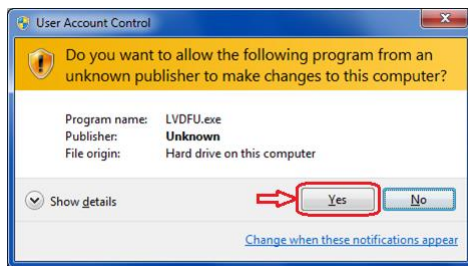 User Account Control
Do you want to allow the following program from an
unknown publisher to make changes to this computer?
Program name: LVDFU.exe
Publisher: Unknown
File origin: Hard drive on this computer
Show details
Yes
No
Change when these notifications appear